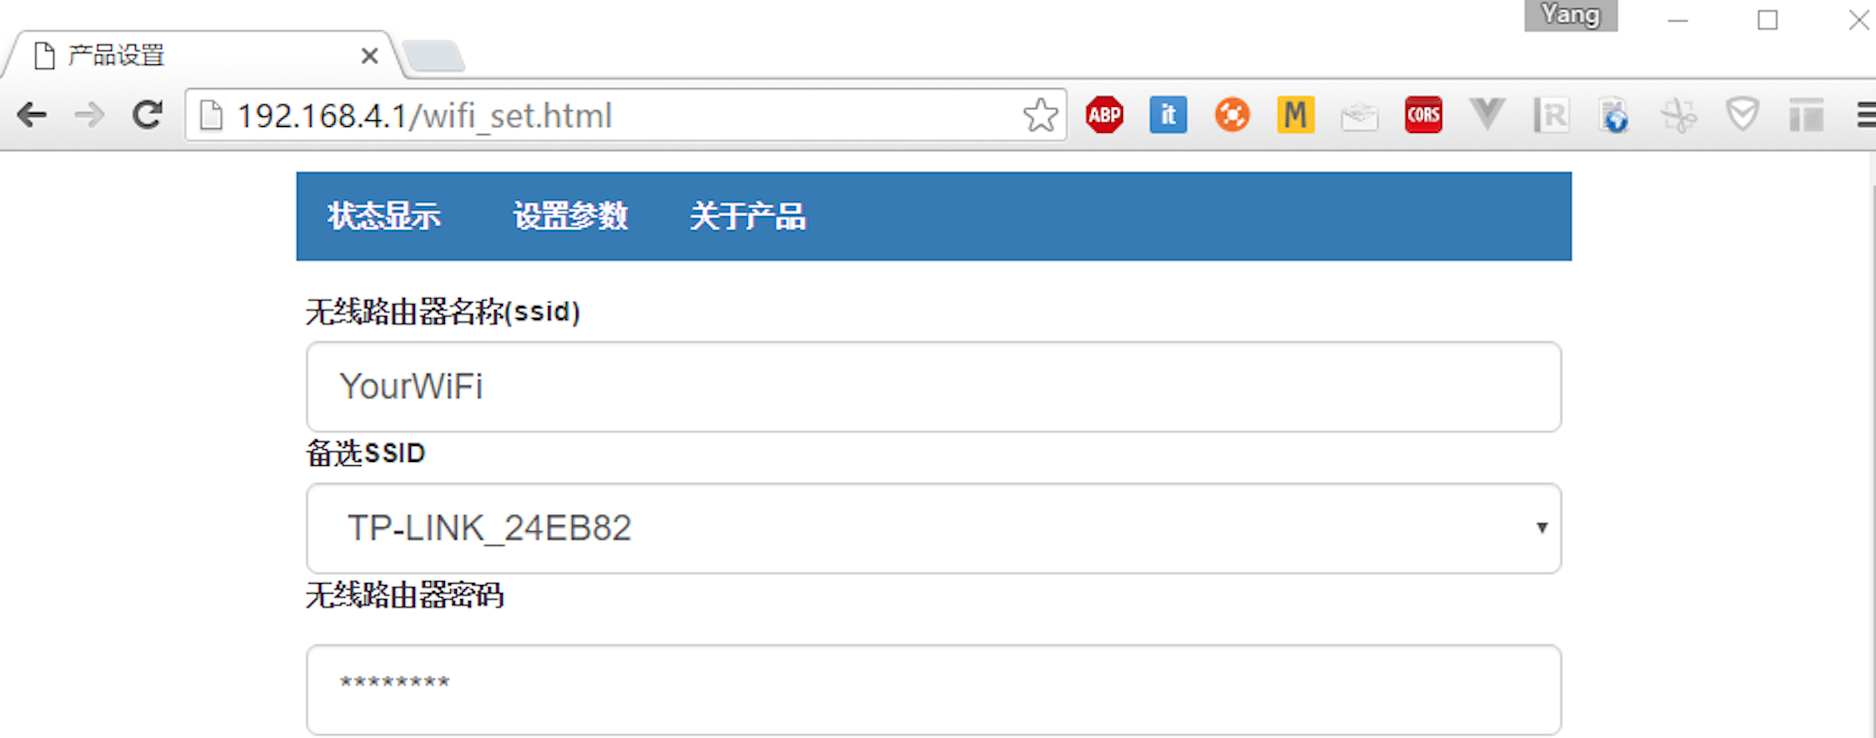 Yang
产品设置
192.168.4.1/wifi_set.html
ABP it M CORS R
状态显示 设置参数 关于产品
无线路由器名称(ssid)
YourWiFi
备选SSID
TP-LINK_24EB82
无线路由器密码
********